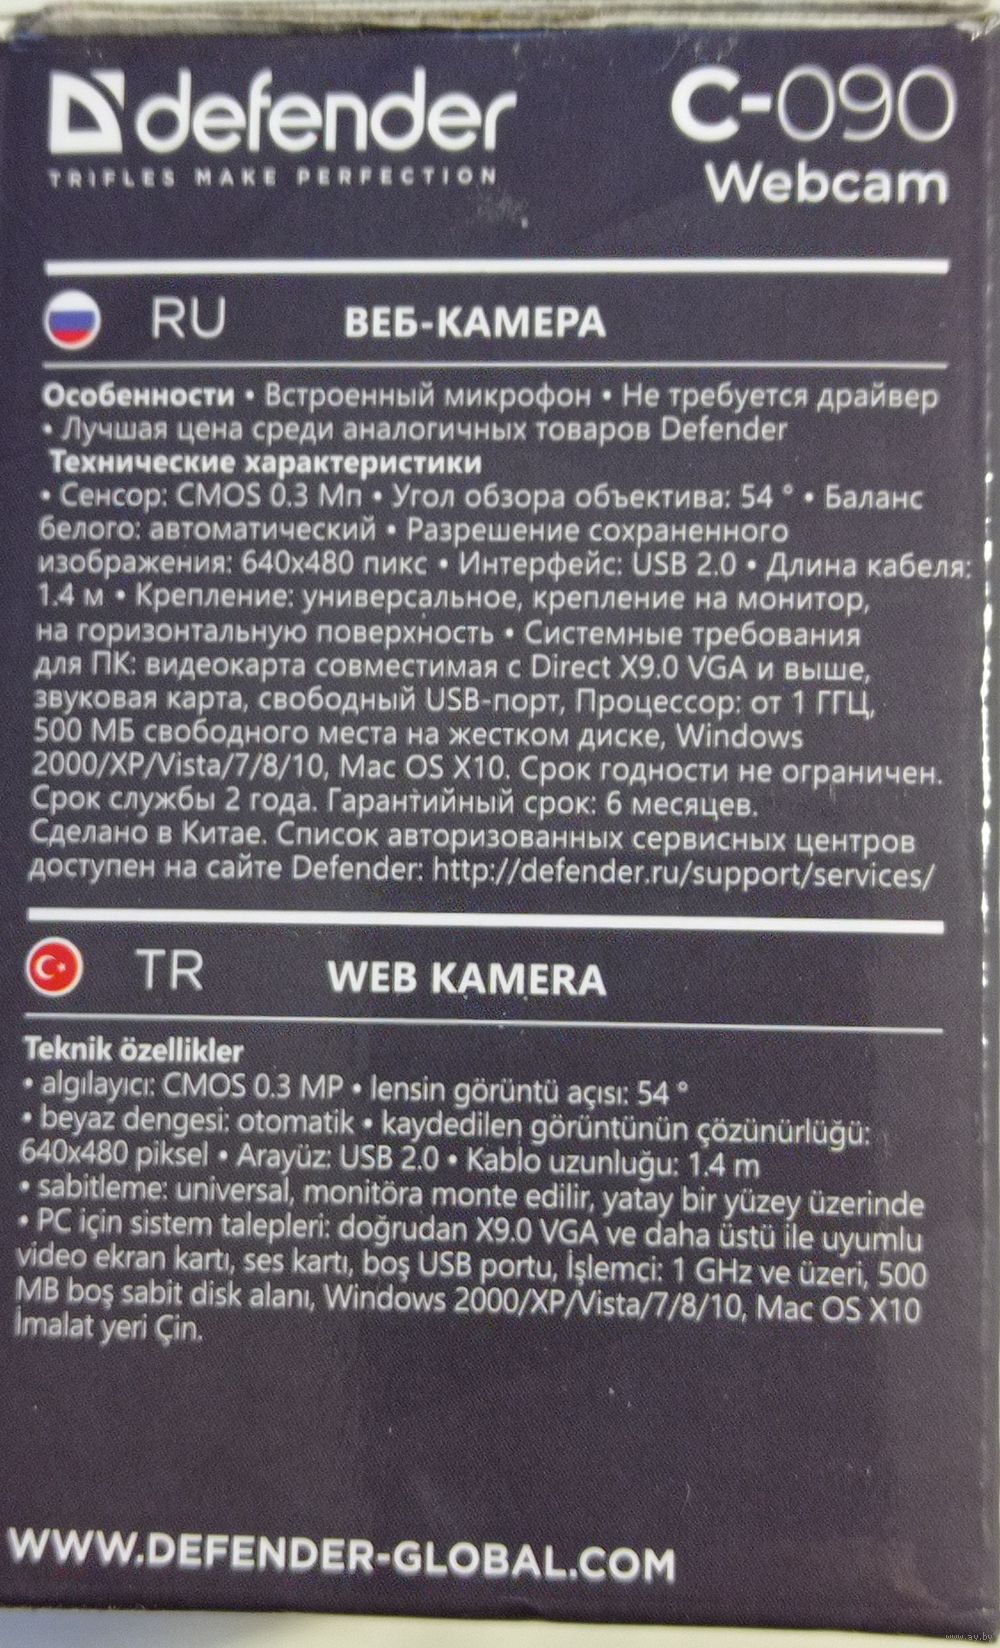 defender
TRIFLES MAKE PERFECTION
C-090
Webcam
RU ВЕБ-КАМЕРА
Особенности • Встроенный микрофон • Не требуется драйвер
• Лучшая цена среди аналогичных товаров Defender
Технические характеристики
• Сенсор: CMOS 0.3 Мп • Угол обзора объектива: 54 ° • Баланс
белого: автоматический • Разрешение сохраненного
изображения: 640x480 пикс • Интерфейс: USB 2.0 • Длина кабеля:
1.4 м • Крепление: универсальное, крепление на монитор,
на горизонтальную поверхность • Системные требования
для ПК: видеокарта совместимая с Direct X9.0 VGA и выше,
звуковая карта, свободный USB-порт, Процессор: от 1 ГГЦ,
500 МБ свободного места на жестком диске, Windows
2000/XP/Vista/7/8/10, Mac OS X10. Срок годности не ограничен.
Срок службы 2 года. Гарантийный срок: 6 месяцев.
Сделано в Китае. Список авторизованных сервисных центров
доступен на сайте Defender: http://defender.ru/support/services/
TR WEB KAMERA
Teknik özellikler
• algılayıcı: CMOS 0.3 MP • lensin görüntü açısı: 54 °
• beyaz dengesi: otomatik • kaydedilen görüntünün çözünürlüğü:
640x480 piksel • Arayüz: USB 2.0 • Kablo uzunluğu: 1.4 m
• sabitleme: universal, monitöra monte edilir, yatay bir yüzey üzerinde
• PC için sistem talepleri: doğrudan X9.0 VGA ve daha üstü ile uyumlu
video ekran kartı, ses kartı, boş USB portu, İşlemci: 1 GHz ve üzeri, 500
MB boş sabit disk alanı, Windows 2000/XP/Vista/7/8/10, Mac OS X10
İmalat yeri Çin.
WWW.DEFENDER-GLOBAL.COM
www.av.by